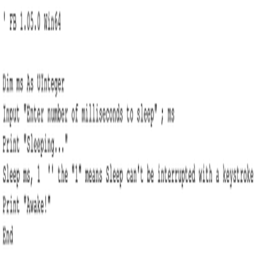 ' FB 1.05.0 Win64
Dim ms As UInteger
Input "Enter number of milliseconds to sleep" ; ms
Print "Sleeping..."
Sleep ms, 1  '' the "1" means Sleep can't be interrupted with a keystroke
Print "Awake!"
End